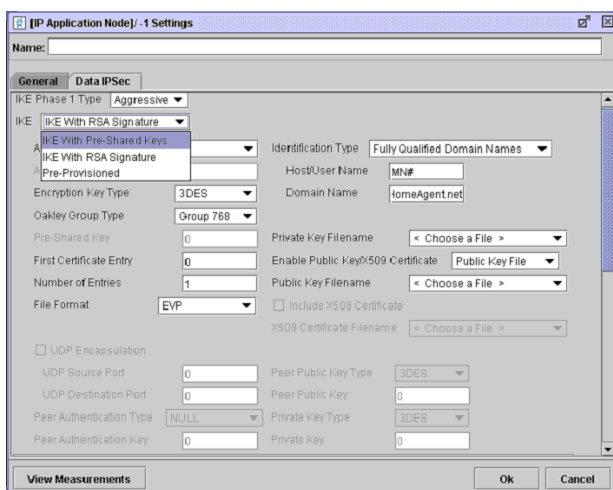 [IP Application Node]/ -1 Settings
Name:
General Data IPSec
IKE Phase 1 Type Aggressive
IKE IKE With RSA Signature
IKE With Pre-Shared Keys
IKE With RSA Signature
Pre-Provisioned
Identification Type Fully Qualified Domain Names
Host/User Name MN#
Encryption Key Type 3DES Domain Name HomeAgent.net
Oakley Group Type Group 768
Pre-Shared Key 0 Private Key Filename < Choose a File >
First Certificate Entry 0 Enable Public Key/X509 Certificate Public Key File
Number of Entries 1 Public Key Filename < Choose a File >
File Format EVP Include X509 Certificate
X509 Certificate Filename < Choose a File >
UDP Encapsulation
UDP Source Port 0 Peer Public Key Type 3DES
UDP Destination Port 0 Peer Public Key 0
Peer Authentication Type NULL Private Key Type 3DES
Peer Authentication Key 0 Private Key 0
View Measurements Ok Cancel